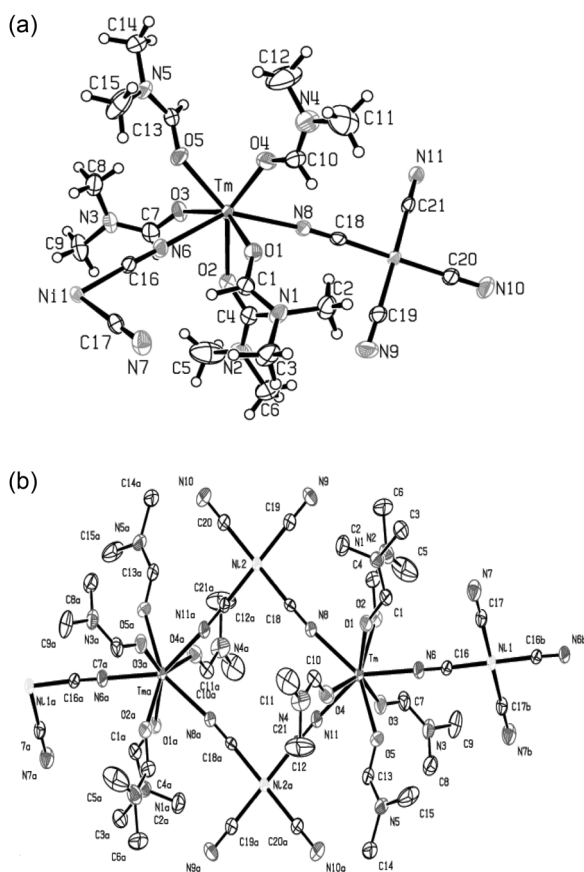 (a)
C14
C15
N5
C12
N4
C11
C13
O5
O4
C10
N11
C8
Tm
C21
O3
N8
C18
N3
C7
N6
O1
C20
C9
O2
C1
N10
C16
Ni1
N1
C2
C19
C4
C17
N9
N7
C5
N2
C3
C6
(b)
N10
N9
C14a
C6
C20
C19
C3
N5a
C2
N1
N2
N7
C15a
Ni2
C4
C5
C13a
C17
C8a
C21a
O2
N11a
C12a
C1
O5a
C18
N8
O1
N3a
O4a
N4a
N6
C16
Ni1
C16b
N6b
C9a
C7a
O3a
C10
Tm
C11a
C10a
Ni1a
C16a
N6a
Tma
C11
O4
O3
C7
C9
N4
C17b
O2a
N8a
C21
N11
N3
7a
O1a
C12
O5
N7b
C1a
C18a
C8
N7a
C4a
Ni2a
C13
C5a
N1a
C15
C3a
C2a
N5
C6a
C19a
C20a
N9a
N10a
C14